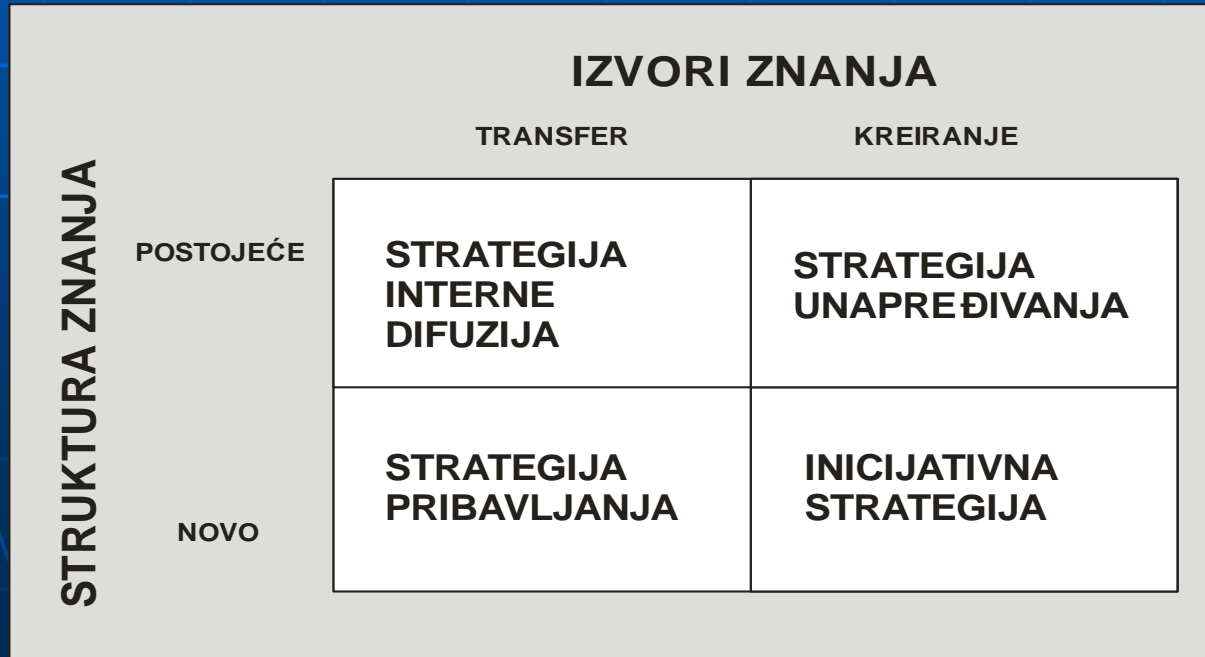 IZVORI ZNANJA
TRANSFER KREIRANJE
STRUKTURA ZNANJA
POSTOJEĆE
STRATEGIJA
INTERNE
DIFUZIJA
STRATEGIJA
UNAPREĐIVANJA
NOVO
STRATEGIJA
PRIBAVLJANJA
INICIJATIVNA
STRATEGIJA